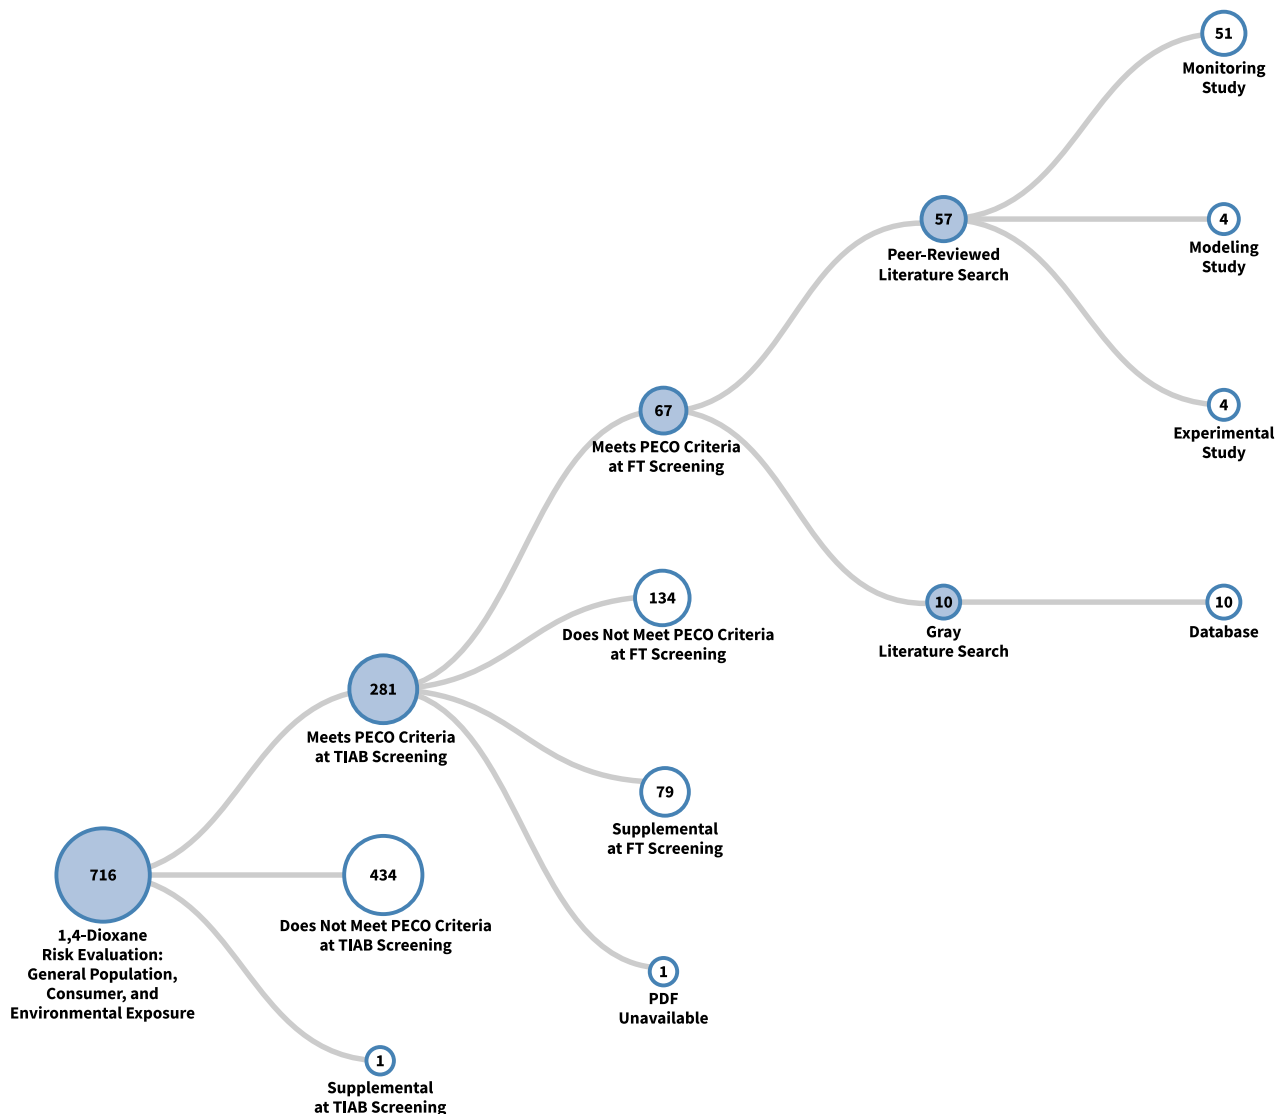 51
Monitoring
Study
57
Peer-Reviewed
Literature Search
4
Modeling
Study
67
Meets PECO Criteria
at FT Screening
4
Experimental
Study
134
Does Not Meet PECO Criteria
at FT Screening
10
Gray
Literature Search
10
Database
281
Meets PECO Criteria
at TIAB Screening
79
Supplemental
at FT Screening
716
1,4-Dioxane
Risk Evaluation:
General Population,
Consumer, and
Environmental Exposure
434
Does Not Meet PECO Criteria
at TIAB Screening
1
PDF
Unavailable
1
Supplemental
at TIAB Screening